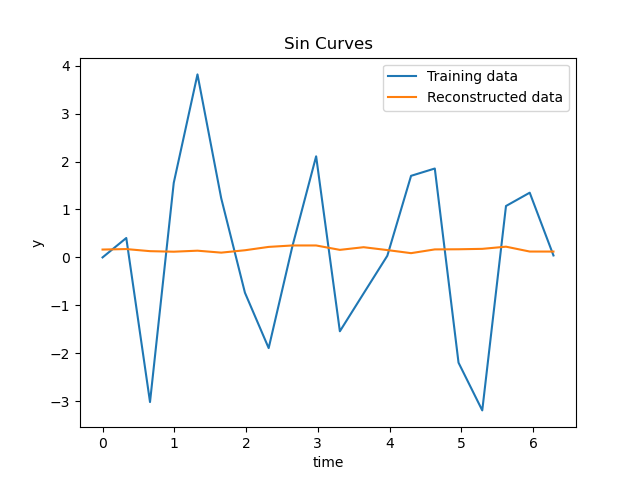 Sin Curves
Training data
Reconstructed data
4
3
2
1
0
−1
−2
−3
y
0 1 2 3 4 5 6
time